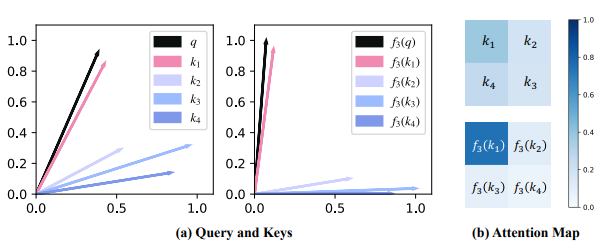 1.0
0.8
0.6
0.4
0.2
0.0
0.0 0.5 1.0
q
k₁
k₂
k₃
k₄
1.0
0.8
0.6
0.4
0.2
0.0
0.0 0.5 1.0
f₃(q)
f₃(k₁)
f₃(k₂)
f₃(k₃)
f₃(k₄)
(a) Query and Keys
k₁ k₂
k₄ k₃
f₃(k₁) f₃(k₂)
f₃(k₃) f₃(k₄)
1.0
0.8
0.6
0.4
0.2
0.0
(b) Attention Map